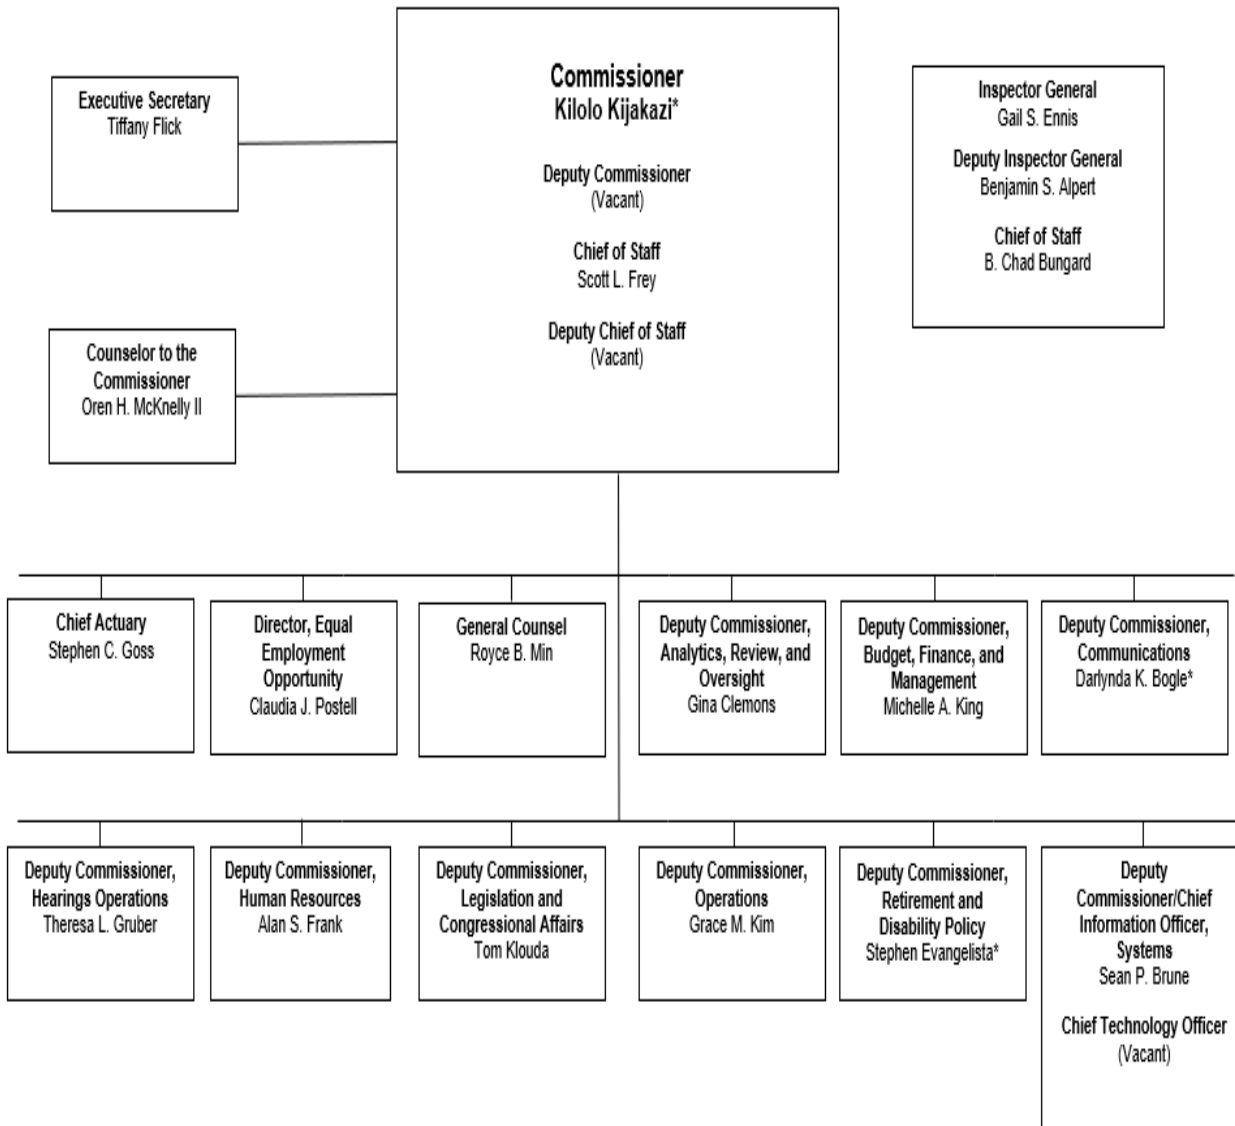 Executive Secretary
Tiffany Flick
Commissioner
Kilolo Kijakazi*
Deputy Commissioner
(Vacant)
Chief of Staff
Scott L. Frey
Deputy Chief of Staff
(Vacant)
Inspector General
Gail S. Ennis
Deputy Inspector General
Benjamin S. Alpert
Chief of Staff
B. Chad Bungard
Counselor to the
Commissioner
Oren H. McKnelly II
Chief Actuary
Stephen C. Goss
Director, Equal
Employment
Opportunity
Claudia J. Postell
General Counsel
Royce B. Min
Deputy Commissioner,
Analytics, Review, and
Oversight
Gina Clemons
Deputy Commissioner,
Budget, Finance, and
Management
Michelle A. King
Deputy Commissioner,
Communications
Darlynda K. Bogle*
Deputy Commissioner,
Hearings Operations
Theresa L. Gruber
Deputy Commissioner,
Human Resources
Alan S. Frank
Deputy Commissioner,
Legislation and
Congressional Affairs
Tom Klouda
Deputy Commissioner,
Operations
Grace M. Kim
Deputy Commissioner,
Retirement and
Disability Policy
Stephen Evangelista*
Deputy
Commissioner/Chief
Information Officer,
Systems
Sean P. Brune
Chief Technology Officer
(Vacant)